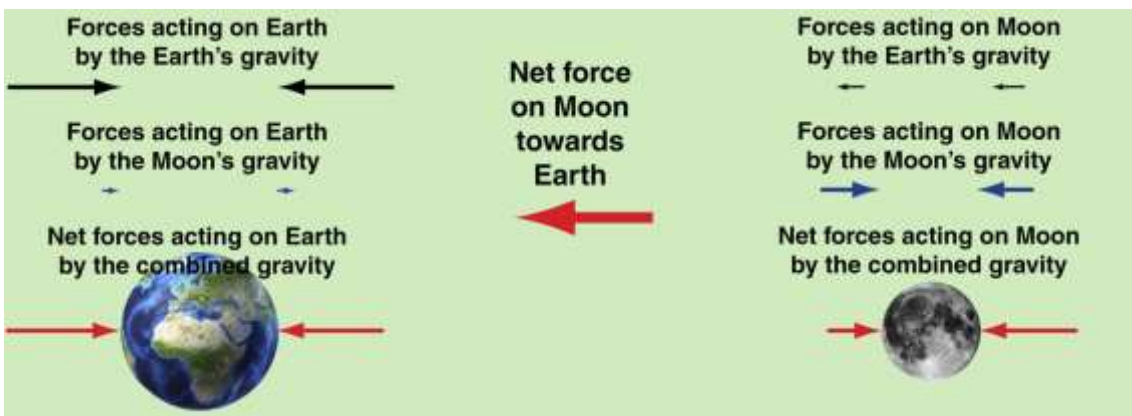 Forces acting on Earth
by the Earth's gravity
Forces acting on Earth
by the Moon's gravity
Net forces acting on Earth
by the combined gravity
Net force
on Moon
towards
Earth
Forces acting on Moon
by the Earth's gravity
Forces acting on Moon
by the Moon's gravity
Net forces acting on Moon
by the combined gravity